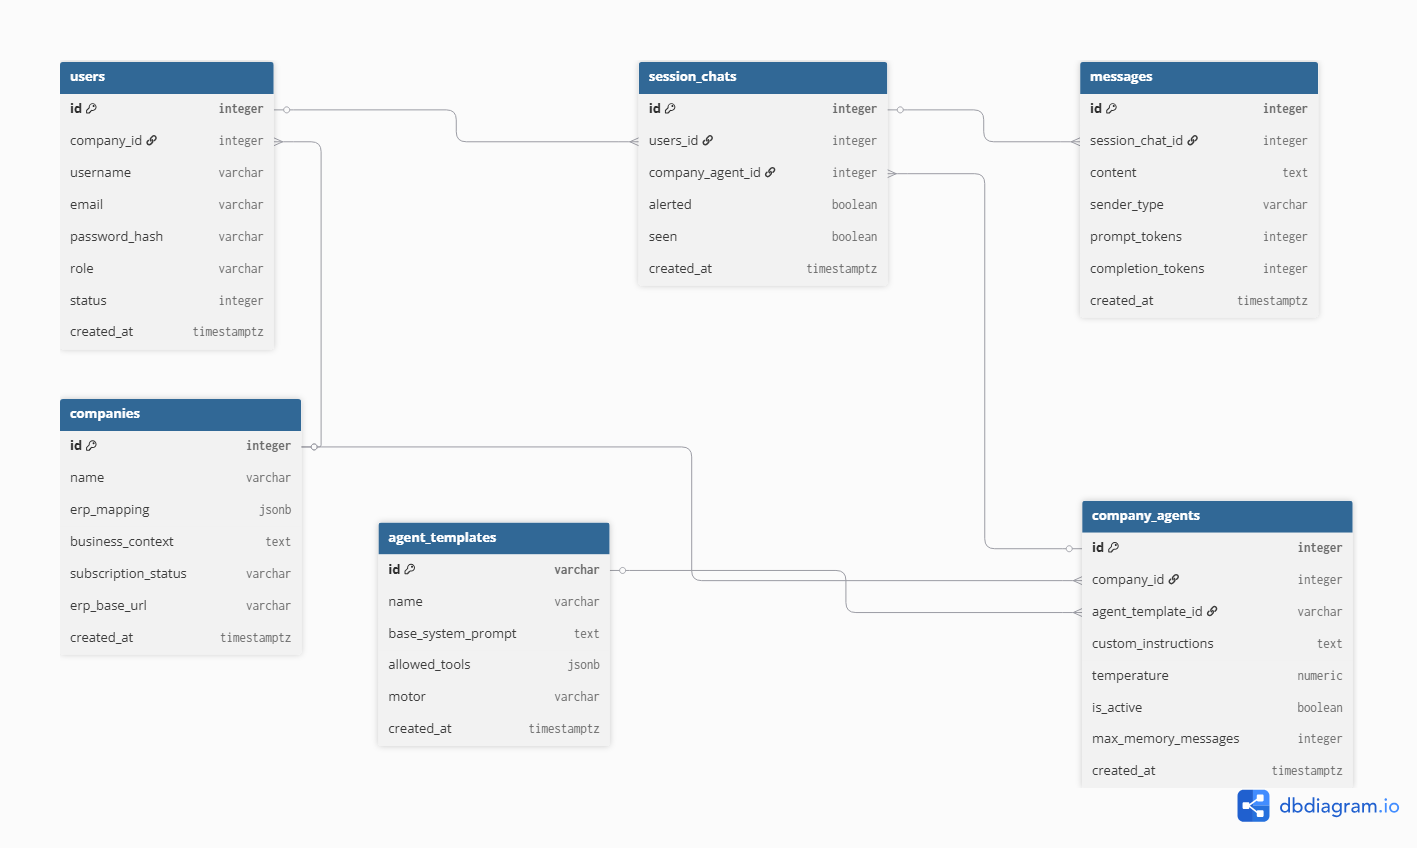 users
id integer
company_id integer
username varchar
email varchar
password_hash varchar
role varchar
status integer
created_at timestamptz
session_chats
id integer
users_id integer
company_agent_id integer
alerted boolean
seen boolean
created_at timestamptz
messages
id integer
session_chat_id integer
content text
sender_type varchar
prompt_tokens integer
completion_tokens integer
created_at timestamptz
companies
id integer
name varchar
erp_mapping jsonb
business_context text
subscription_status varchar
erp_base_url varchar
created_at timestamptz
agent_templates
id varchar
name varchar
base_system_prompt text
allowed_tools jsonb
motor varchar
created_at timestamptz
company_agents
id integer
company_id integer
agent_template_id varchar
custom_instructions text
temperature numeric
is_active boolean
max_memory_messages integer
created_at timestamptz
dbdiagram.io